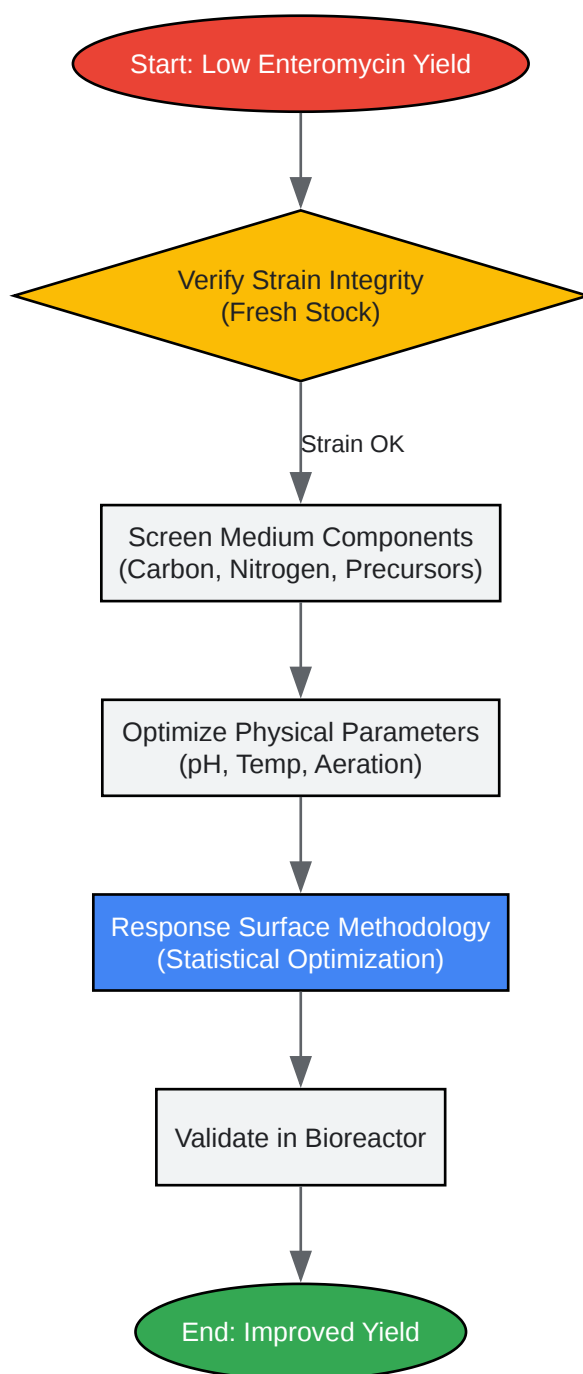 Start: Low Enteromycin Yield
Verify Strain Integrity
(Fresh Stock)
Strain OK
Screen Medium Components
(Carbon, Nitrogen, Precursors)
Optimize Physical Parameters
(pH, Temp, Aeration)
Response Surface Methodology
(Statistical Optimization)
Validate in Bioreactor
End: Improved Yield